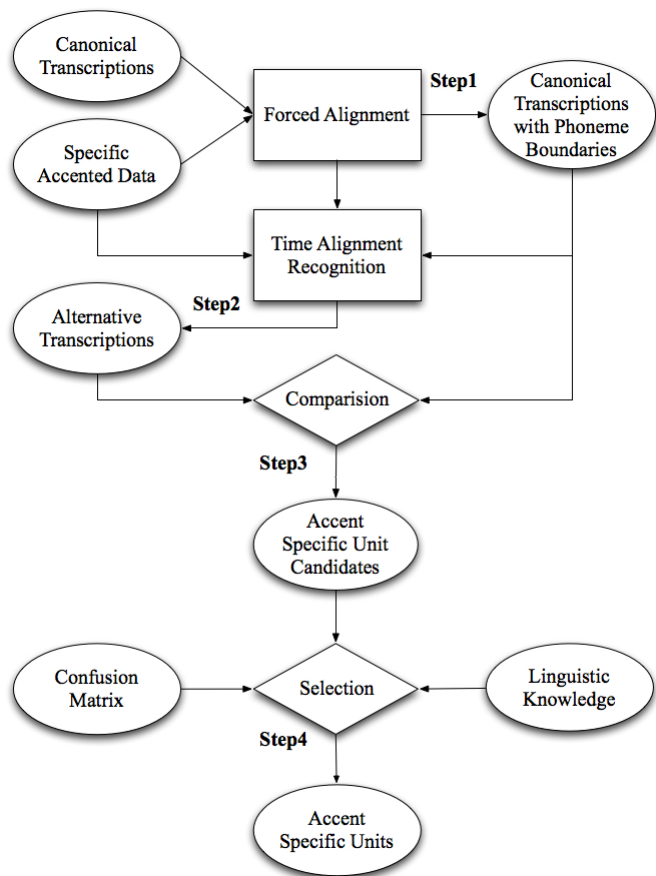 Canonical
Transcriptions
Forced Alignment
Step1
Canonical
Transcriptions
with Phoneme
Boundaries
Specific
Accented Data
Time Alignment
Recognition
Step2
Alternative
Transcriptions
Comparision
Step3
Accent
Specific Unit
Candidates
Confusion
Matrix
Selection
Linguistic
Knowledge
Step4
Accent
Specific Units